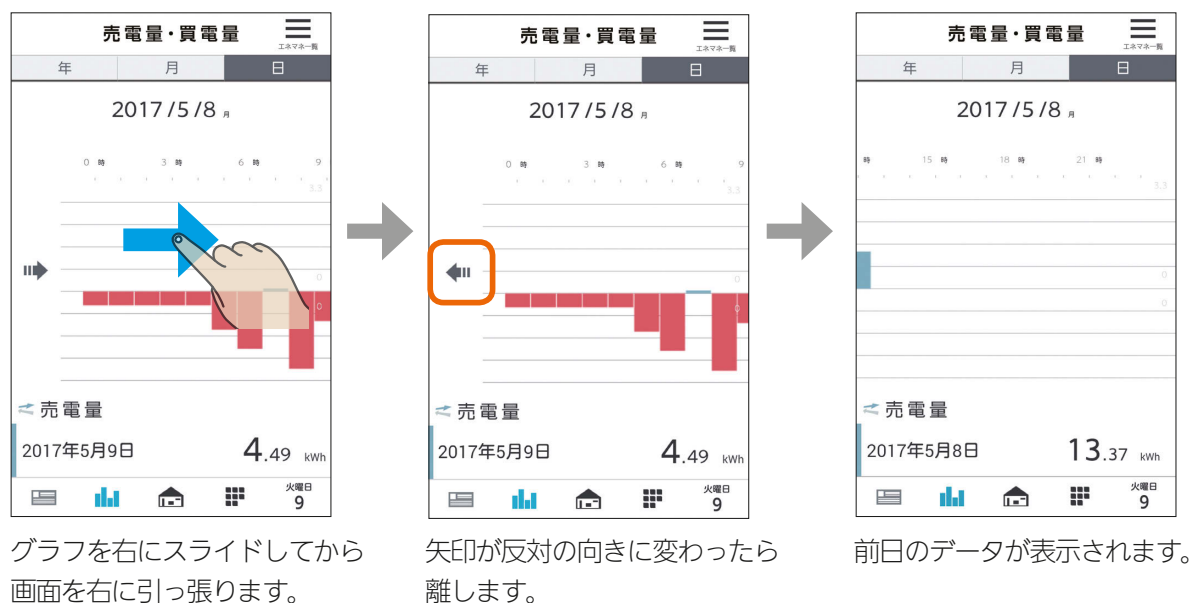 売電量・買電量
エネマネ一覧
年 月 日
2017/5/8 月
0 時 3 時 6 時 9
3.3
0
0
売電量
2017年5月9日 4.49 kWh
火曜日
9
グラフを右にスライドしてから
画面を右に引っ張ります。
売電量・買電量
エネマネ一覧
年 月 日
2017/5/8 月
0 時 3 時 6 時 9
3.3
0
0
売電量
2017年5月9日 4.49 kWh
火曜日
9
矢印が反対の向きに変わったら
離します。
売電量・買電量
エネマネ一覧
年 月 日
2017/5/8 月
時 15 時 18 時 21 時
3.3
0
0
売電量
2017年5月8日 13.37 kWh
火曜日
9
前日のデータが表示されます。